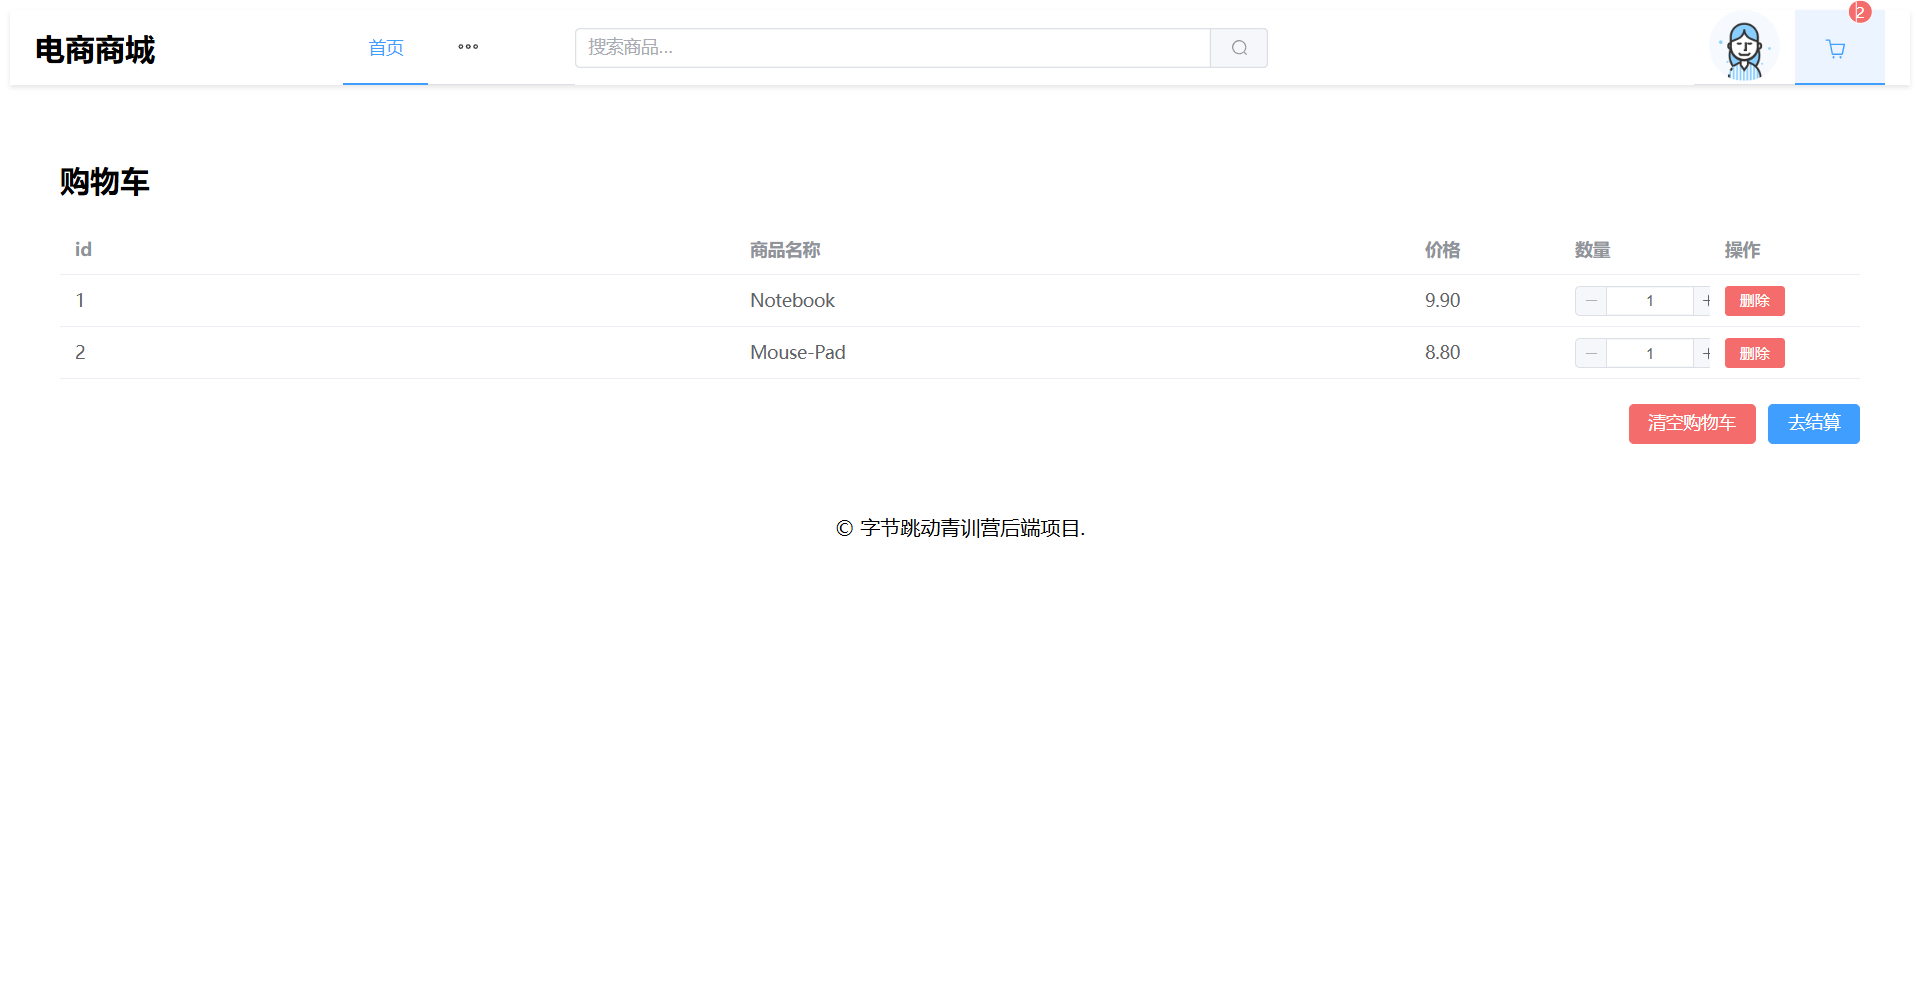 电商商城 首页 搜索商品... 2
购物车
id 商品名称 价格 数量 操作
1 Notebook 9.90 1 删除
2 Mouse-Pad 8.80 1 删除
清空购物车 去结算
© 字节跳动青训营后端项目.